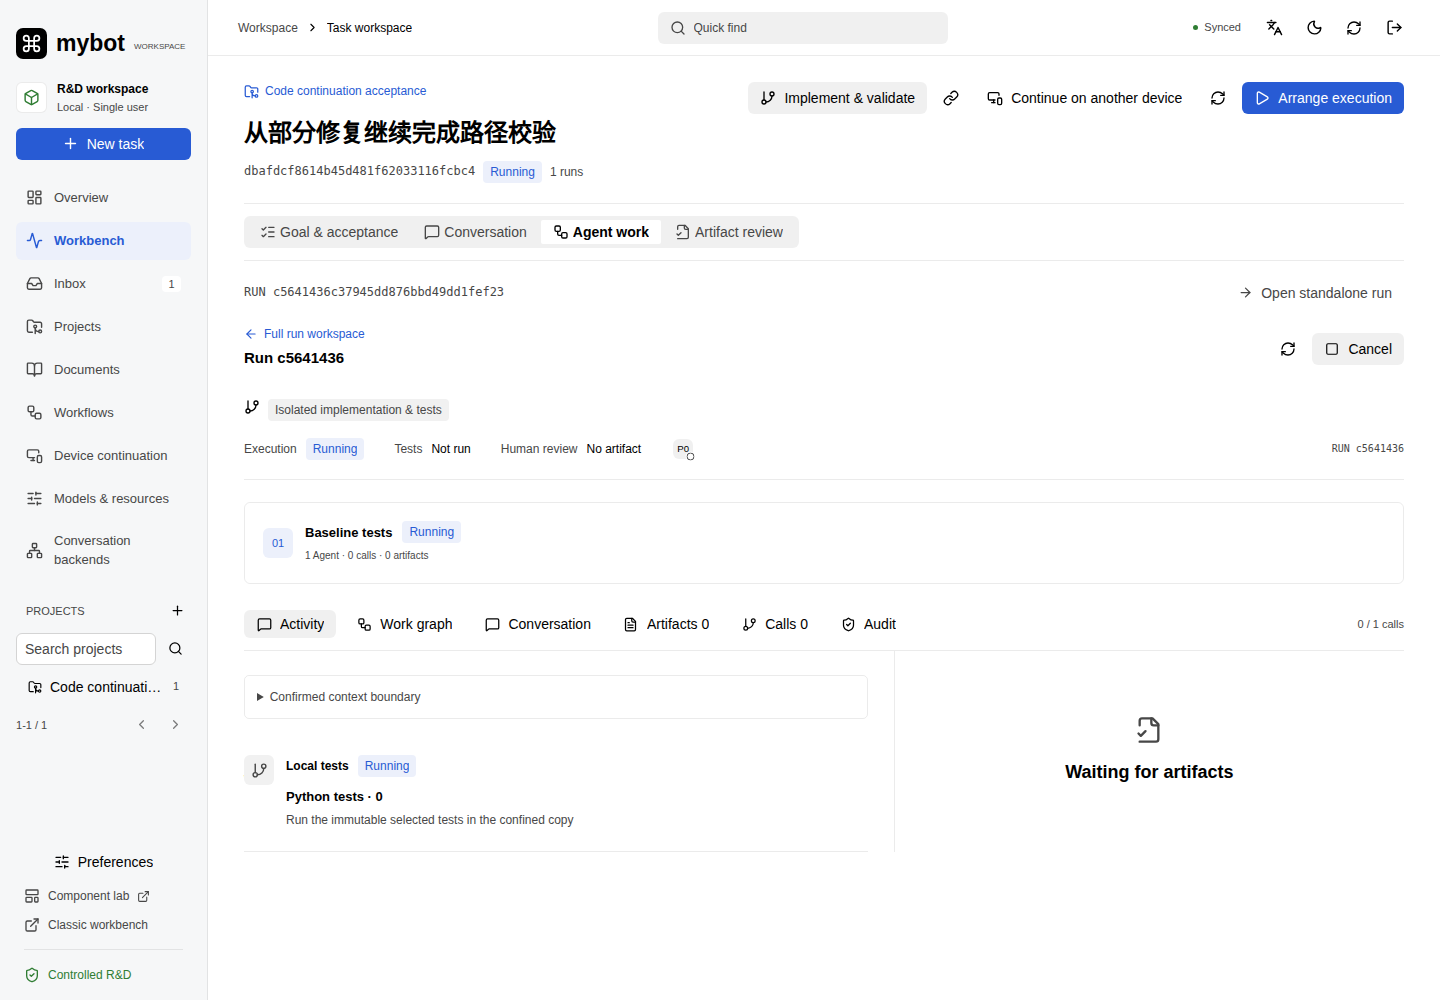 mybot WORKSPACE
R&D workspace
Local · Single user
New task
Overview
Workbench
Inbox 1
Projects
Documents
Workflows
Device continuation
Models & resources
Conversation
backends
PROJECTS
Search projects
Code continuati… 1
1-1 / 1
Preferences
Component lab
Classic workbench
Controlled R&D
Workspace Task workspace
Quick find
Synced
Code continuation acceptance
Implement & validate
Continue on another device
Arrange execution
从部分修复继续完成路径校验
dbafdcf8614b45d481f62033116fcbc4 Running 1 runs
Goal & acceptance Conversation Agent work Artifact review
RUN c5641436c37945dd876bbd49dd1fef23
Open standalone run
Full run workspace
Run c5641436
Cancel
Isolated implementation & tests
Execution Running Tests Not run Human review No artifact P0 RUN c5641436
01 Baseline tests Running
1 Agent · 0 calls · 0 artifacts
Activity Work graph Conversation Artifacts 0 Calls 0 Audit 0 / 1 calls
Confirmed context boundary
Local tests Running
Python tests · 0
Run the immutable selected tests in the confined copy
Waiting for artifacts